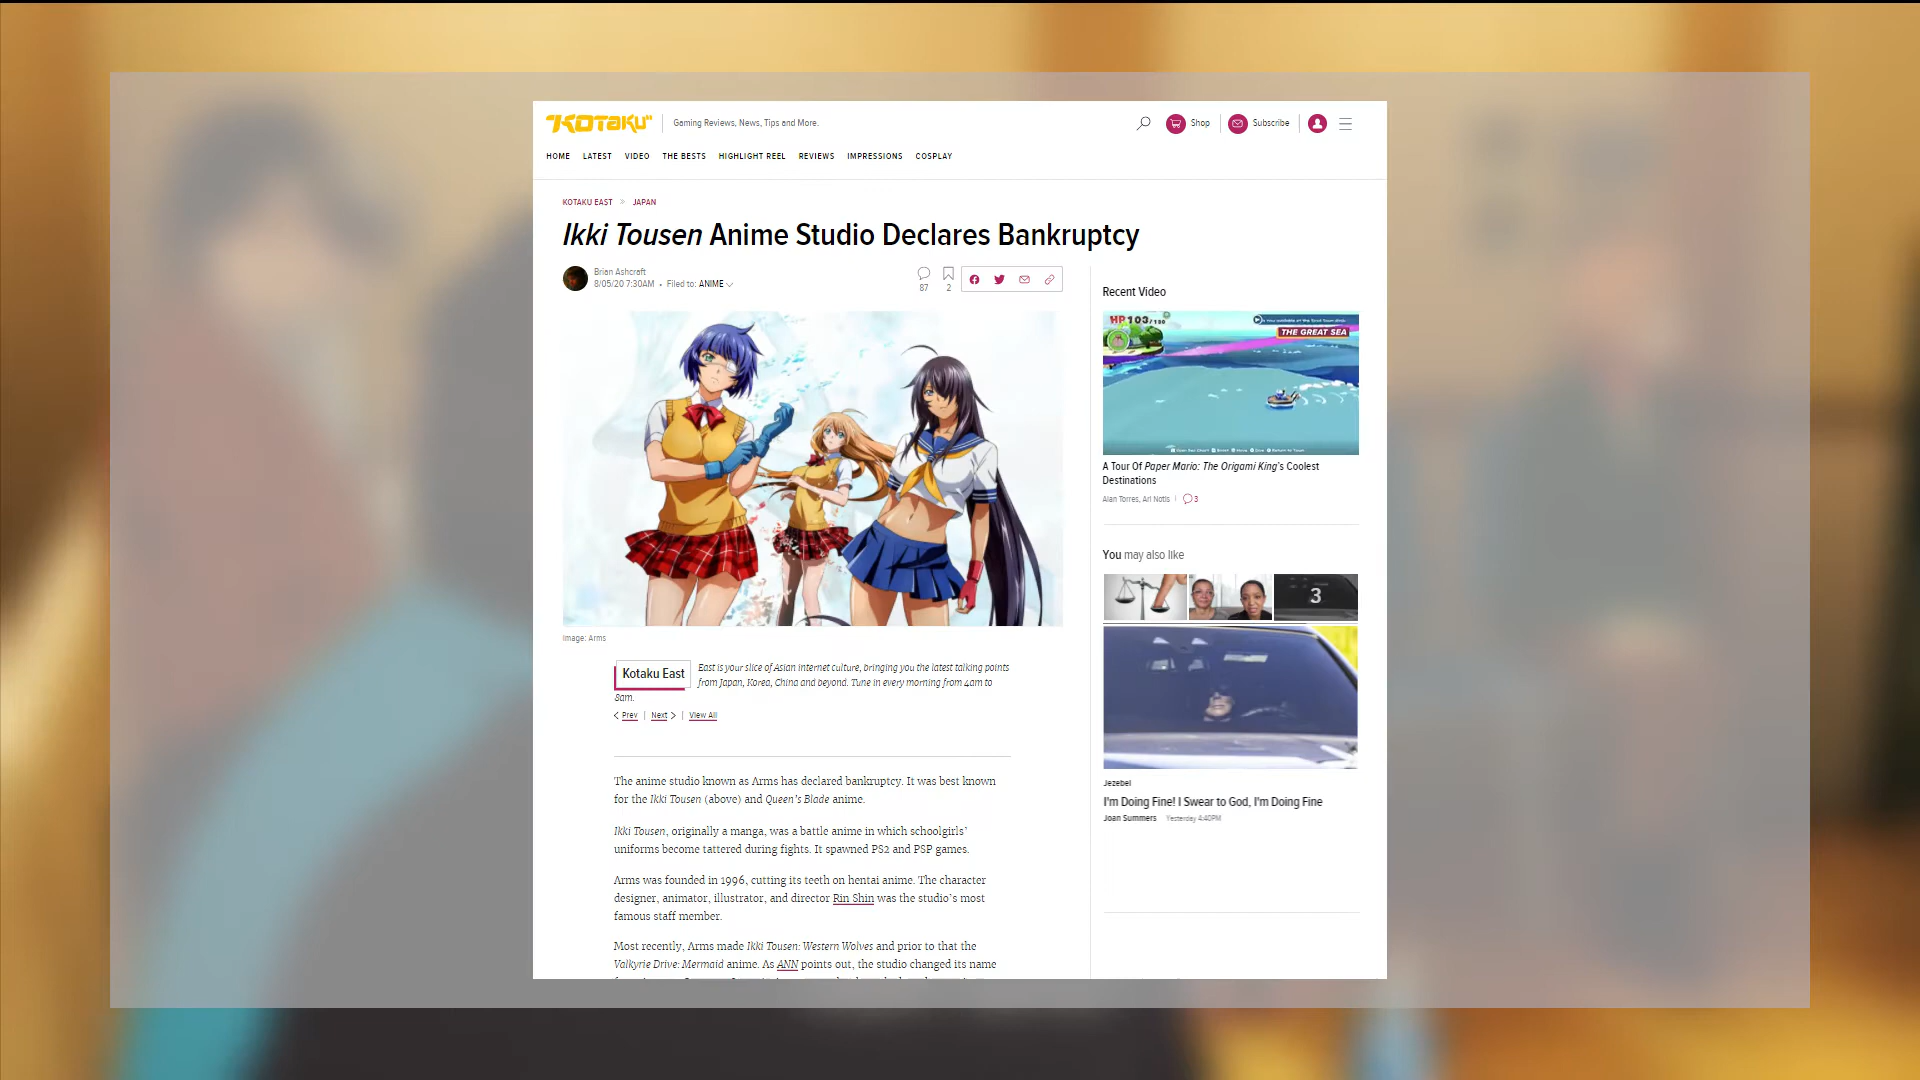 KOTAKU
Gaming Reviews, News, Tips and More.
Shop
Subscribe
HOME LATEST VIDEO THE BESTS HIGHLIGHT REEL REVIEWS IMPRESSIONS COSPLAY
KOTAKU EAST » JAPAN
Ikki Tousen Anime Studio Declares Bankruptcy
Brian Ashcraft
8/05/20 7:30AM • Filed to: ANIME
87
2
Image: Arms
Kotaku East
East is your slice of Asian internet culture, bringing you the latest talking points
from Japan, Korea, China and beyond. Tune in every morning from 4am to
8am.
Prev | Next | View All
The anime studio known as Arms has declared bankruptcy. It was best known
for the Ikki Tousen (above) and Queen's Blade anime.
Ikki Tousen, originally a manga, was a battle anime in which schoolgirls'
uniforms become tattered during fights. It spawned PS2 and PSP games.
Arms was founded in 1996, cutting its teeth on hentai anime. The character
designer, animator, illustrator, and director Rin Shin was the studio's most
famous staff member.
Most recently, Arms made Ikki Tousen: Western Wolves and prior to that the
Valkyrie Drive: Mermaid anime. As ANN points out, the studio changed its name
Recent Video
HP 103/150
THE GREAT SEA
A Tour Of Paper Mario: The Origami King's Coolest
Destinations
Alan Torres, Ari Notis | 3
You may also like
3
Jezebel
I'm Doing Fine! I Swear to God, I'm Doing Fine
Joan Summers Yesterday 4:40PM